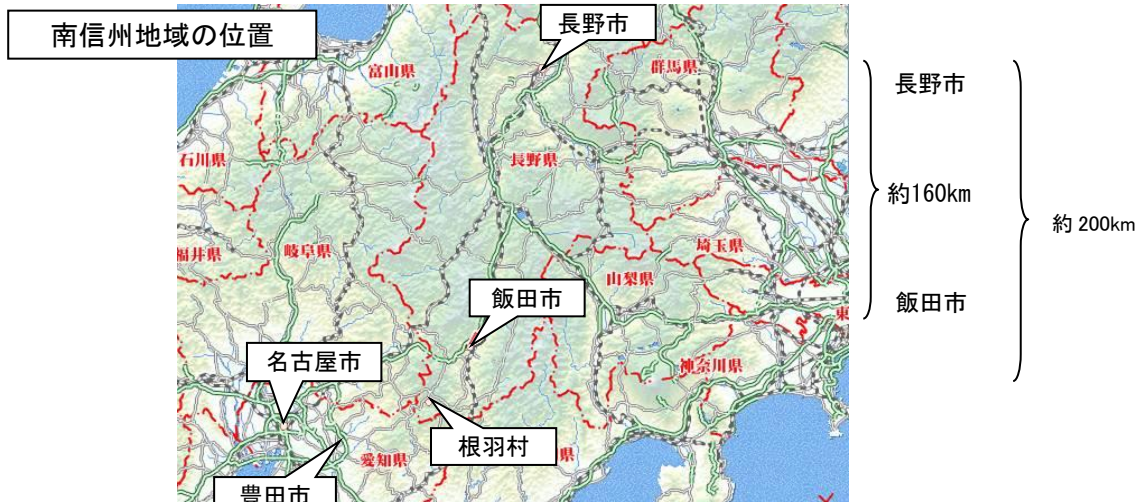 南信州地域の位置
長野市
富山県
群馬県
長野市
石川県
長野県
約160km
約 200km
福井県
岐阜県
埼玉県
山梨県
飯田市
飯田市
東
名古屋市
神奈川県
根羽村
県
愛知県
豊田市